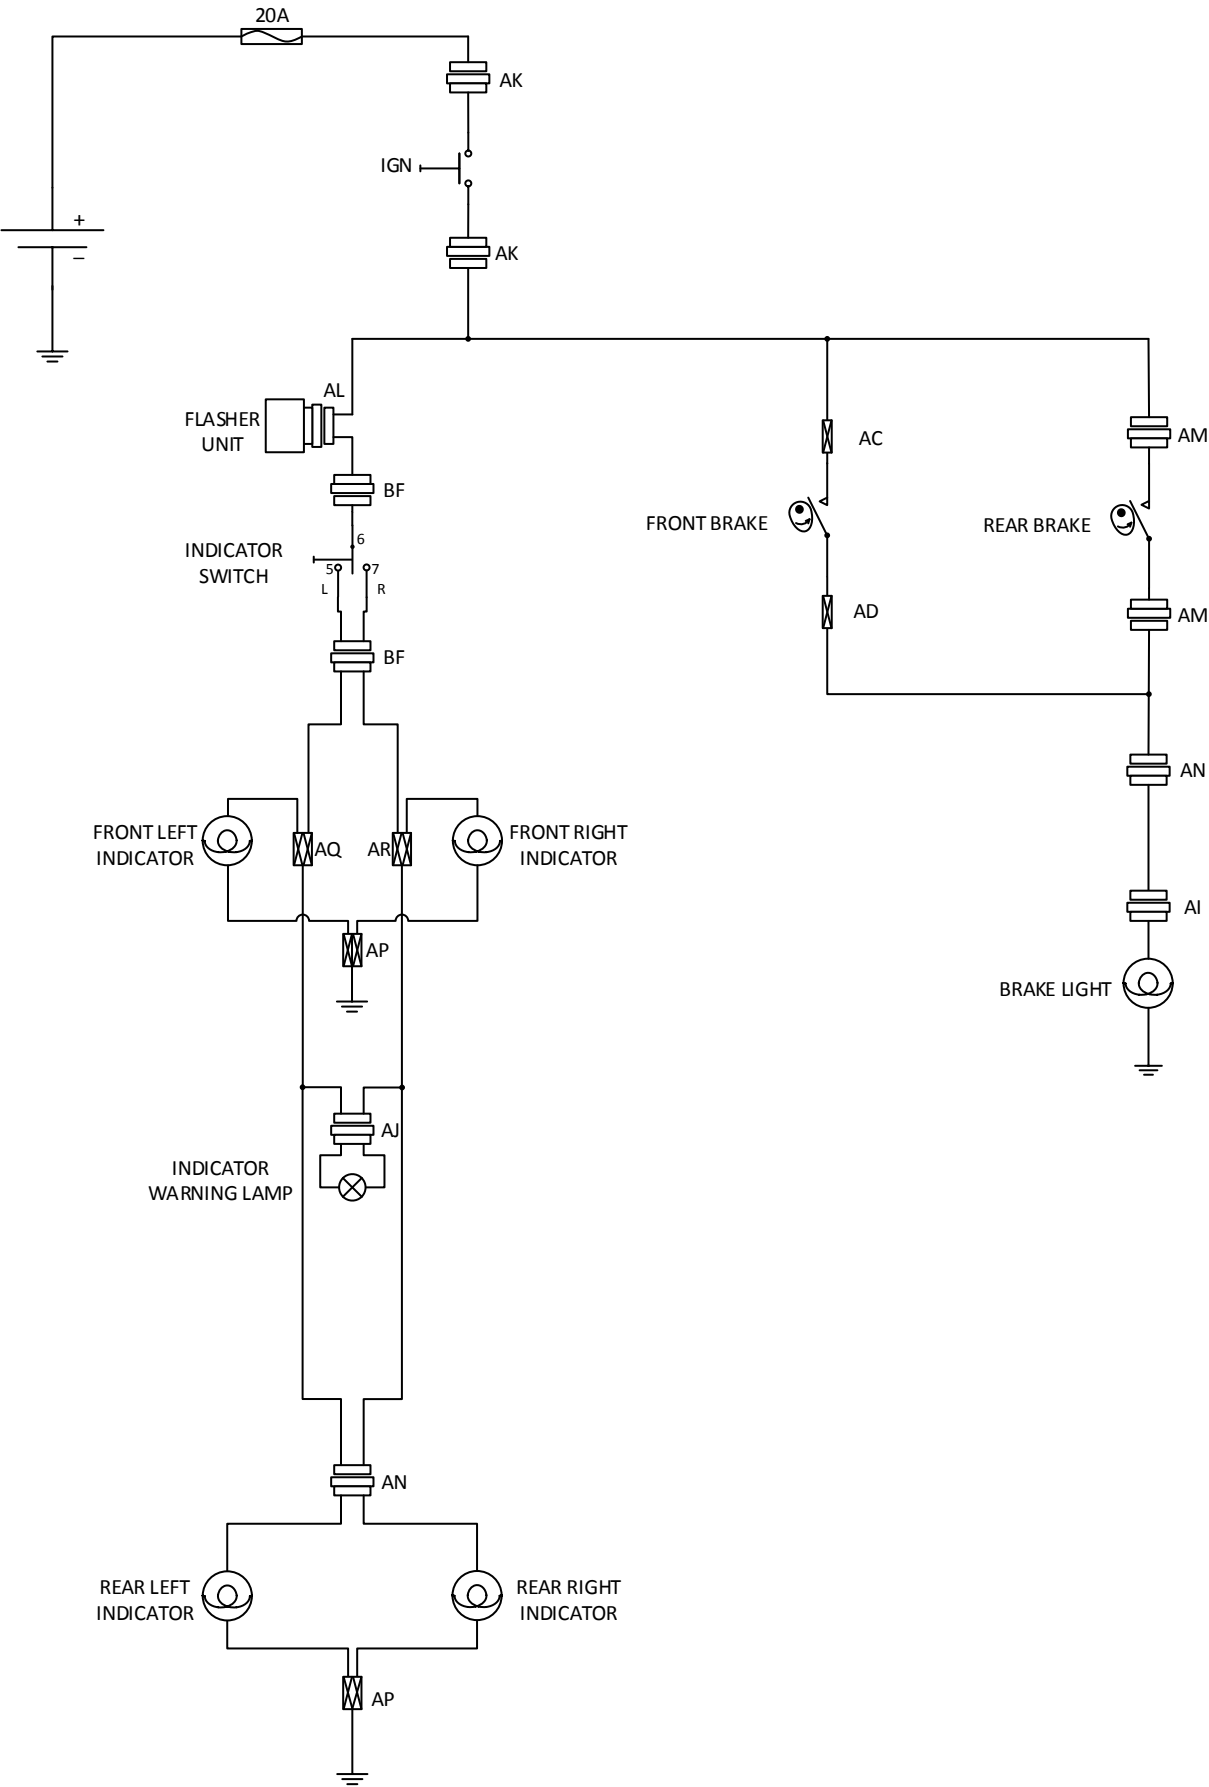 20A
AK
IGN
+
–
AK
AL
FLASHER
UNIT
BF
INDICATOR
SWITCH
6
5
7
L
R
BF
AC
FRONT BRAKE
AD
AM
REAR BRAKE
AM
AN
AI
BRAKE LIGHT
FRONT LEFT
INDICATOR
AQ
AR
FRONT RIGHT
INDICATOR
AP
AJ
INDICATOR
WARNING LAMP
AN
REAR LEFT
INDICATOR
REAR RIGHT
INDICATOR
AP